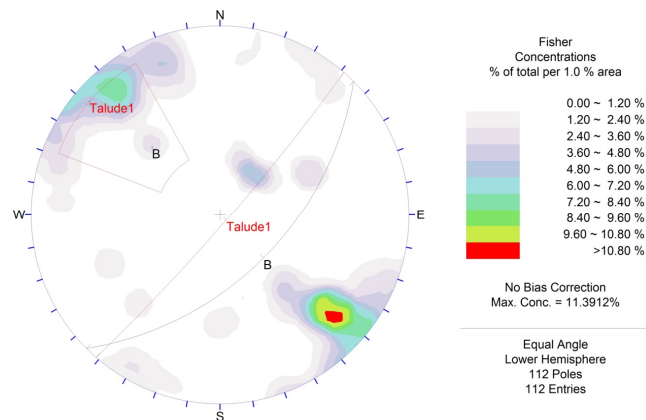 N
Talude1
B
W
E
Talude1
B
S
Fisher
Concentrations
% of total per 1.0 % area
0.00 ~ 1.20 %
1.20 ~ 2.40 %
2.40 ~ 3.60 %
3.60 ~ 4.80 %
4.80 ~ 6.00 %
6.00 ~ 7.20 %
7.20 ~ 8.40 %
8.40 ~ 9.60 %
9.60 ~ 10.80 %
>10.80 %
No Bias Correction
Max. Conc. = 11.3912%
Equal Angle
Lower Hemisphere
112 Poles
112 Entries